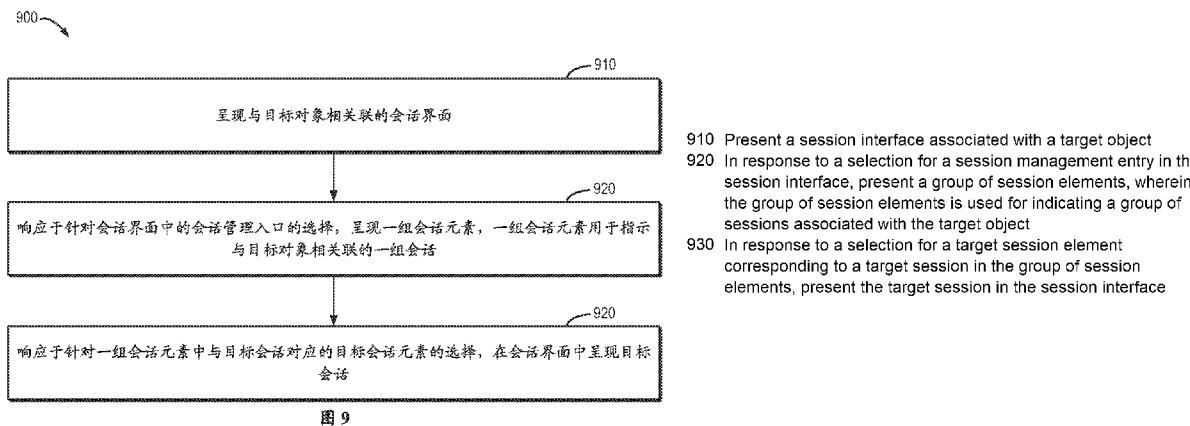 900
910
呈现与目标对象相关联的会话界面
920
响应于针对会话界面中的会话管理入口的选择，呈现一组会话元素，一组会话元素用于指示
与目标对象相关联的一组会话
920
响应于针对一组会话元素中与目标会话对应的目标会话元素的选择，在会话界面中呈现目标
会话
图 9
910 Present a session interface associated with a target object
920 In response to a selection for a session management entry in th
session interface, present a group of session elements, wherein
the group of session elements is used for indicating a group of
sessions associated with the target object
930 In response to a selection for a target session element
corresponding to a target session in the group of session
elements, present the target session in the session interface